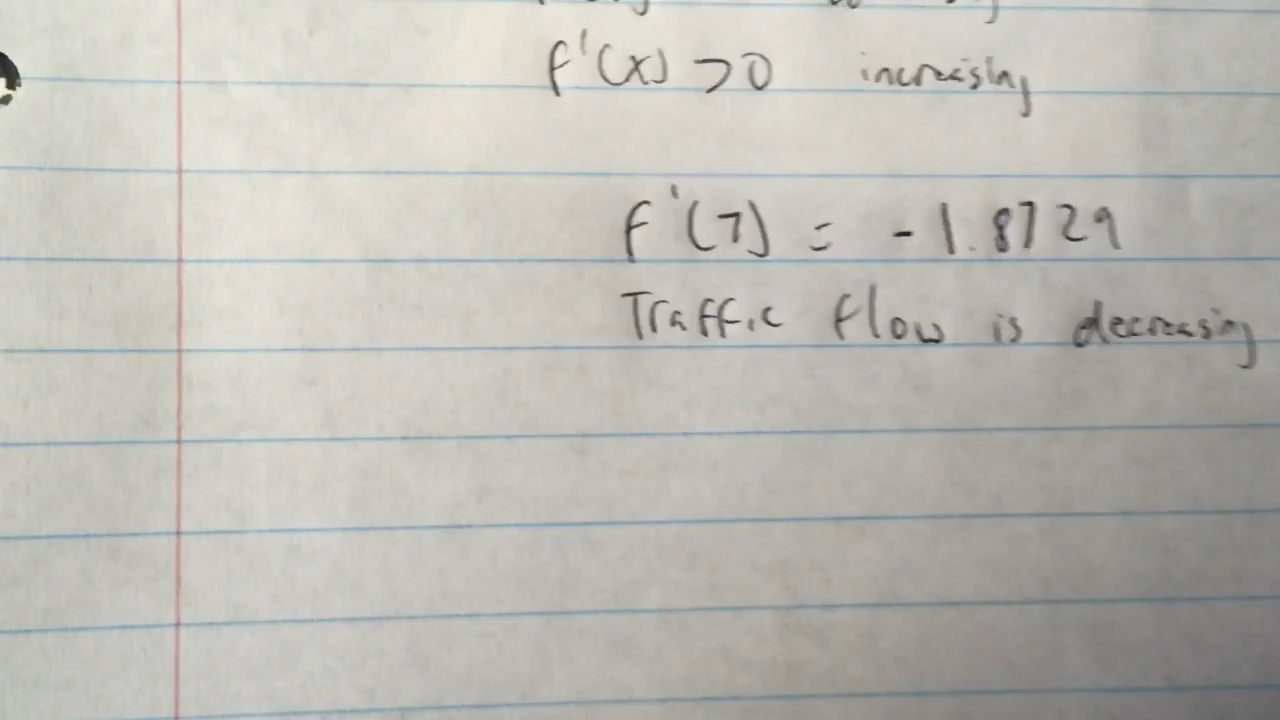 f'(x) >0 increasing
f'(7) = -1.8729
Traffic flow is decreasing